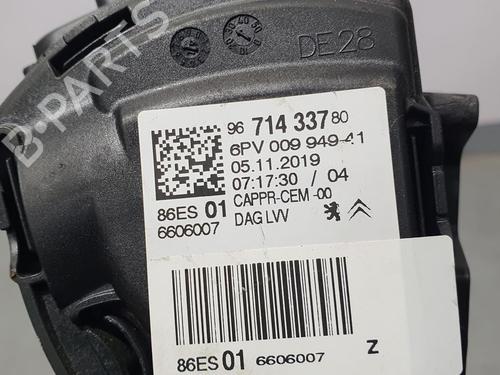 B-PARTS
DE28
96 714 337 80
6PV 009 949-41
05.11.2019
07:17:30 / 04
CAPPR-CEM -00
DAG LVV
86ES 01
6606007
86ES 01 6606007 Z